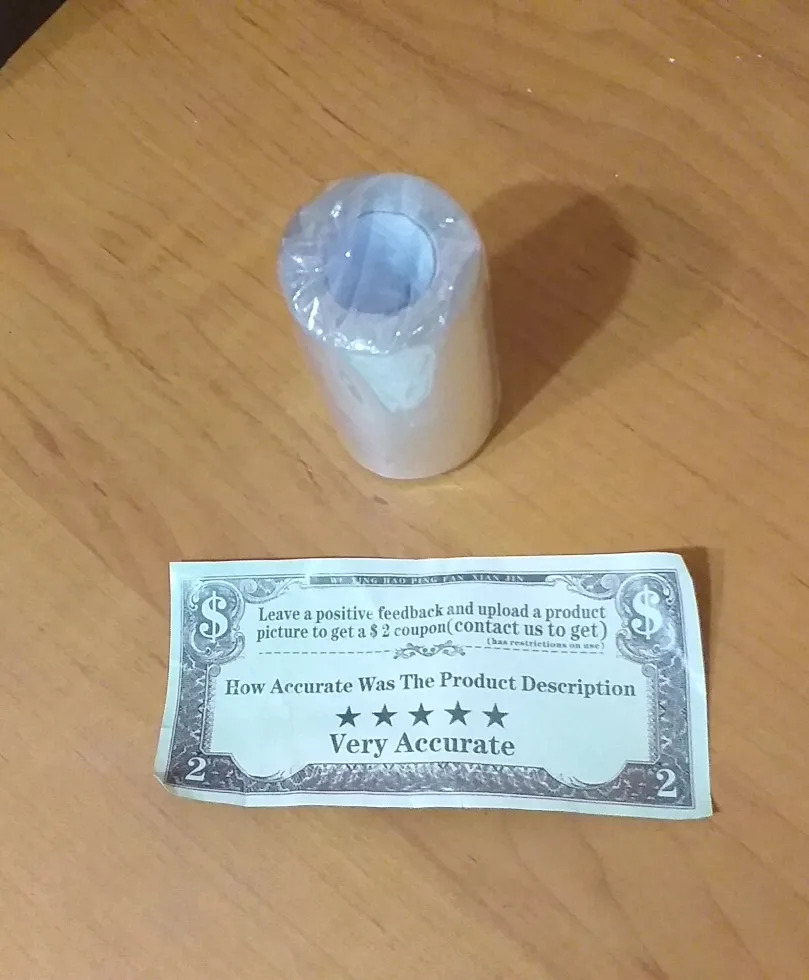 WU XING HAO PING FAN XIAN JIN
$ $
Leave a positive feedback and upload a product
picture to get a $ 2 coupon(contact us to get)
(has restrictions on use)
How Accurate Was The Product Description
★ ★ ★ ★ ★
Very Accurate
2 2